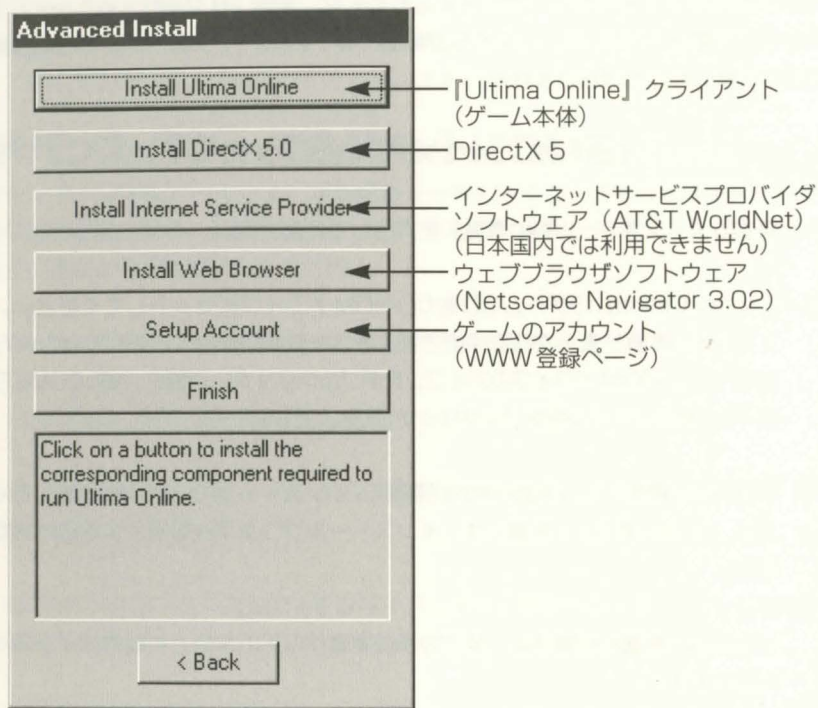 Advanced Install
Install Ultima Online
『Ultima Online』クライアント
（ゲーム本体）
Install DirectX 5.0
DirectX 5
Install Internet Service Provider
インターネットサービスプロバイダ
ソフトウェア（AT&T WorldNet）
（日本国内では利用できません）
Install Web Browser
ウェブブラウザソフトウェア
（Netscape Navigator 3.02）
Setup Account
ゲームのアカウント
（WWW登録ページ）
Finish
Click on a button to install the
corresponding component required to
run Ultima Online.
< Back